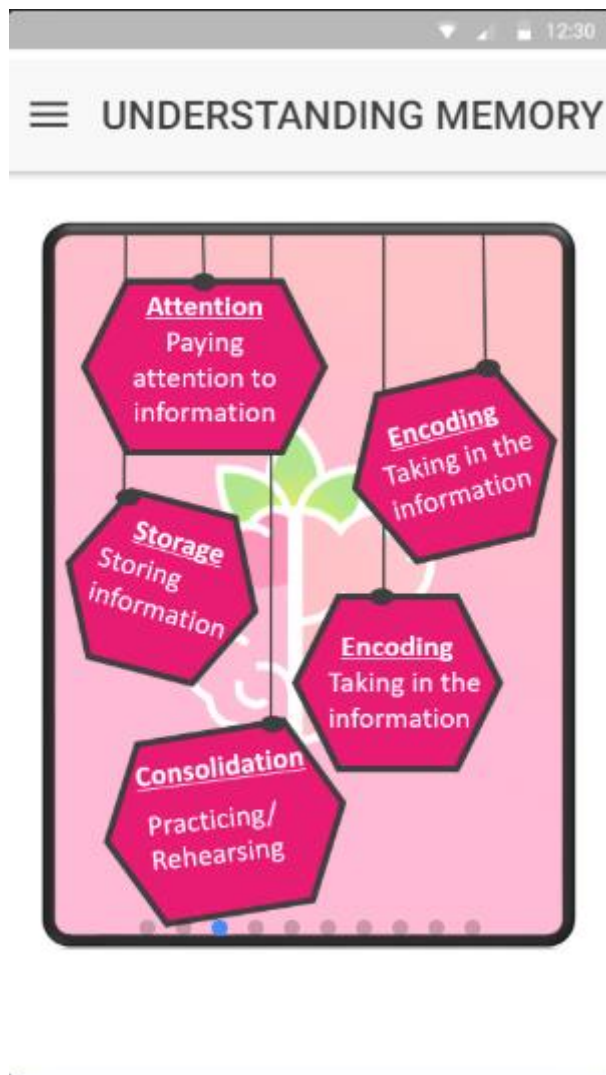 12:30
UNDERSTANDING MEMORY
Attention
Paying
attention to
information
Encoding
Taking in the
information
Storage
Storing
information
Encoding
Taking in the
information
Consolidation
Practicing/
Rehearsing